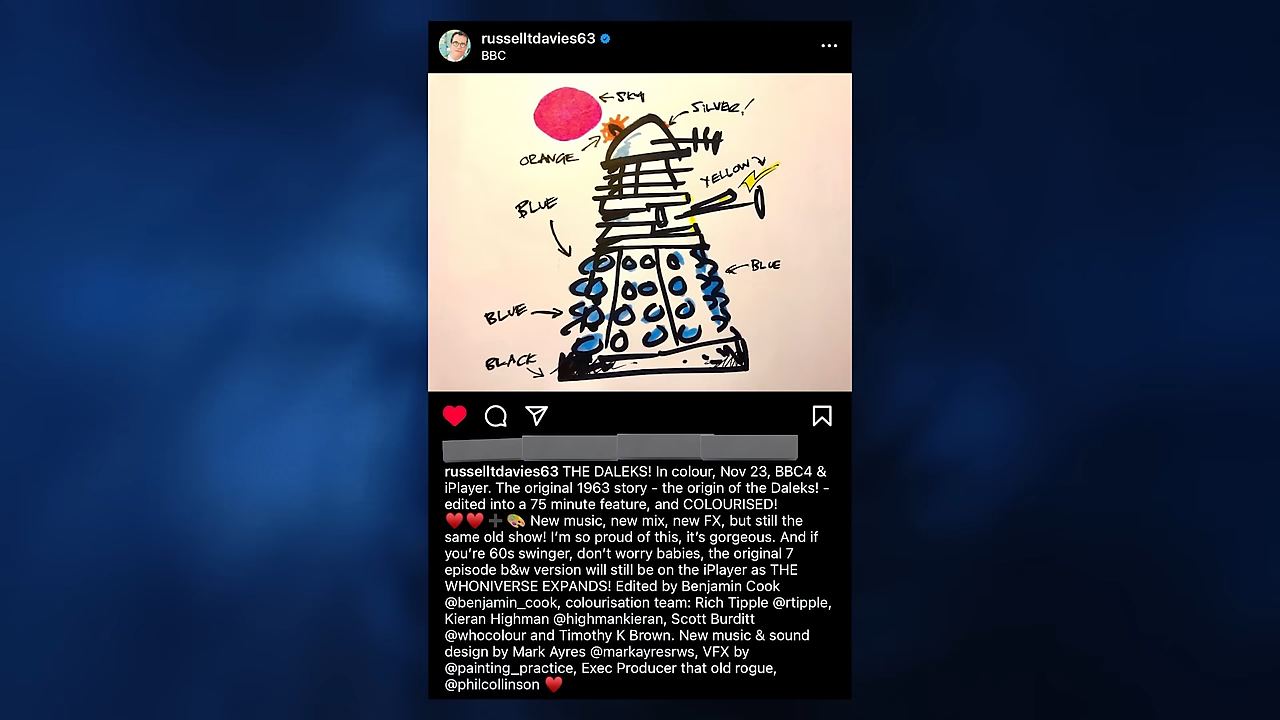 russelltdavies63
BBC
SKY
SILVER!
ORANGE
YELLOW
BLUE
BLUE
BLUE
BLACK
russelltdavies63 THE DALEKS! In colour, Nov 23, BBC4 &
iPlayer. The original 1963 story - the origin of the Daleks! -
edited into a 75 minute feature, and COLOURISED!
❤️❤️➕🎨 New music, new mix, new FX, but still the
same old show! I'm so proud of this, it's gorgeous. And if
you're 60s swinger, don't worry babies, the original 7
episode b&w version will still be on the iPlayer as THE
WHONIVERSE EXPANDS! Edited by Benjamin Cook
@benjamin_cook, colourisation team: Rich Tipple @rtipple,
Kieran Highman @highmankieran, Scott Burditt
@whocolour and Timothy K Brown. New music & sound
design by Mark Ayres @markayresrws, VFX by
@painting_practice, Exec Producer that old rogue,
@philcollinson ❤️